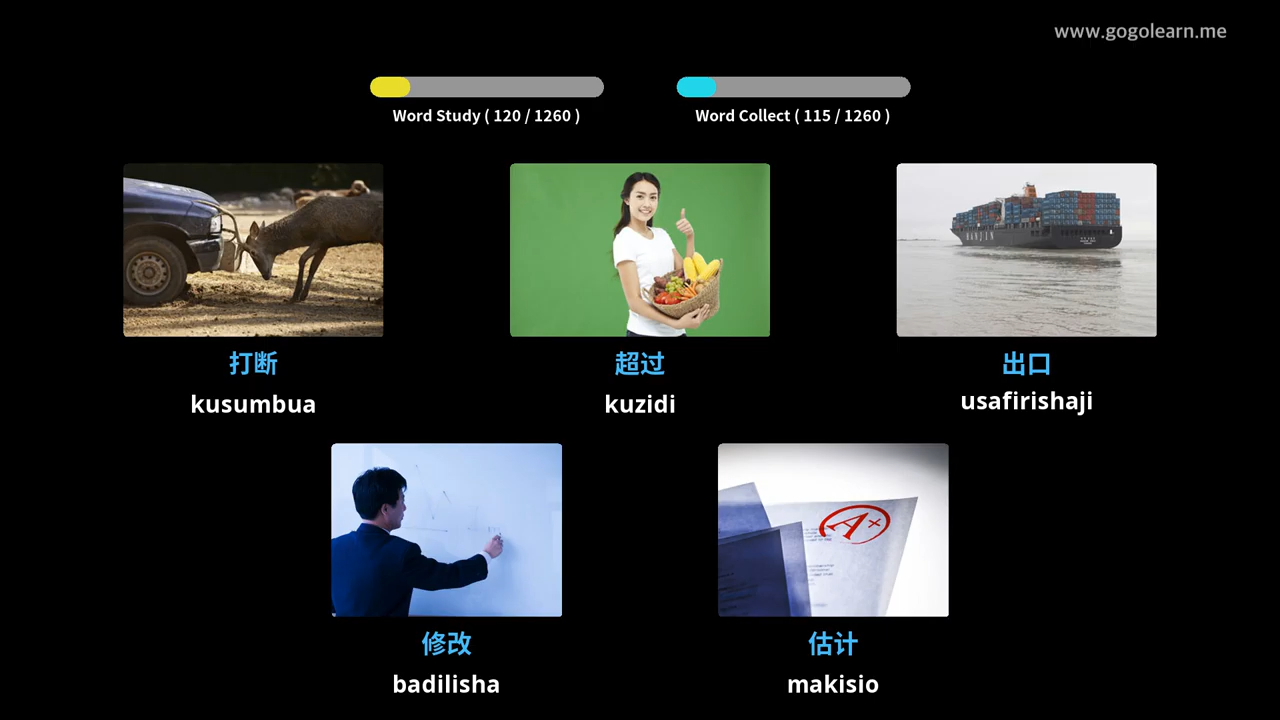 www.gogolearn.me
Word Study ( 120 / 1260 )
Word Collect ( 115 / 1260 )
HANJIN
打断
超过
出口
kusumbua
kuzidi
usafirishaji
A+
修改
估计
badilisha
makisio